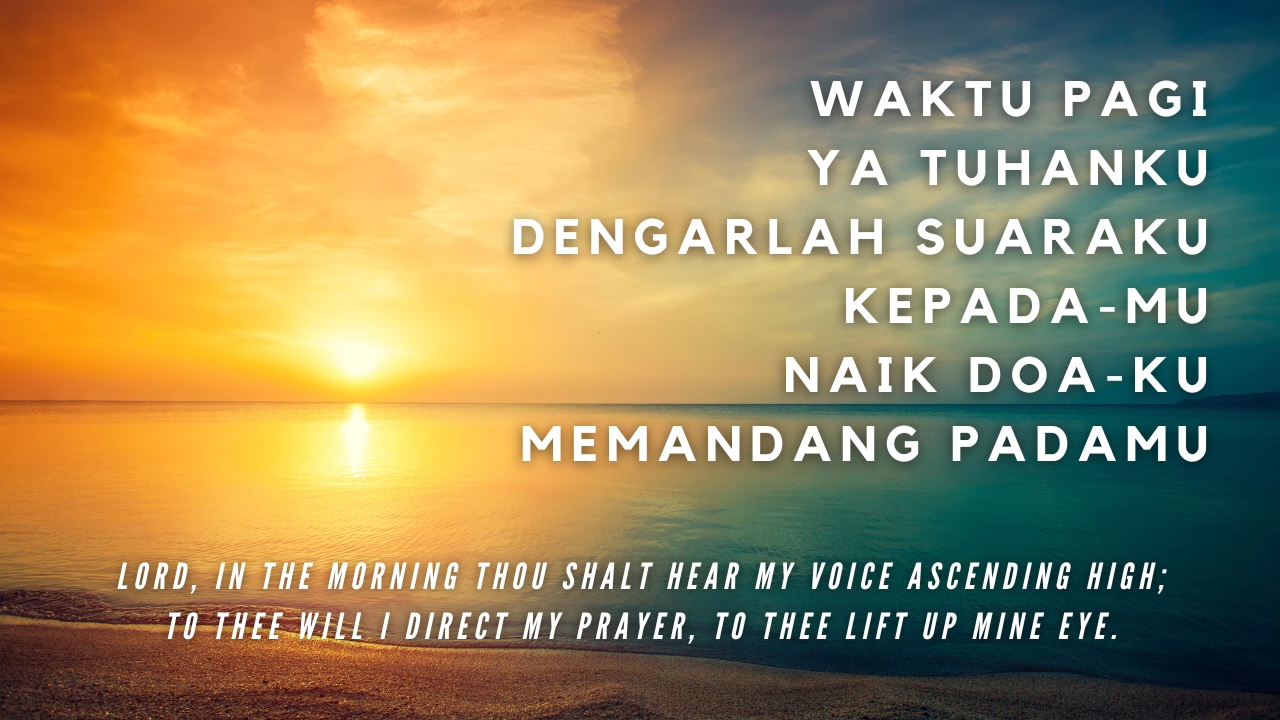 WAKTU PAGI
YA TUHANKU
DENGARLAH SUARAKU
KEPADA-MU
NAIK DOA-KU
MEMANDANG PADAMU
LORD, IN THE MORNING THOU SHALT HEAR MY VOICE ASCENDING HIGH;
TO THEE WILL I DIRECT MY PRAYER, TO THEE LIFT UP MINE EYE.